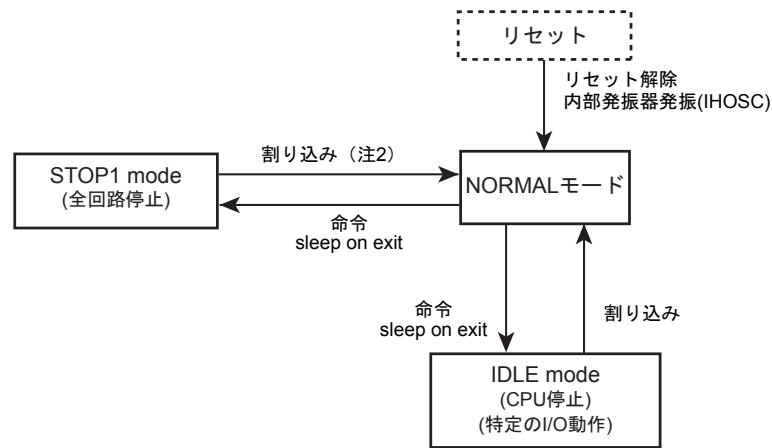 リセット
リセット解除
内部発振器発振(IHOSC)
割り込み（注2）
STOP1 mode
(全回路停止)
NORMALモード
命令
sleep on exit
命令
sleep on exit
割り込み
IDLE mode
(CPU停止)
(特定のI/O動作)